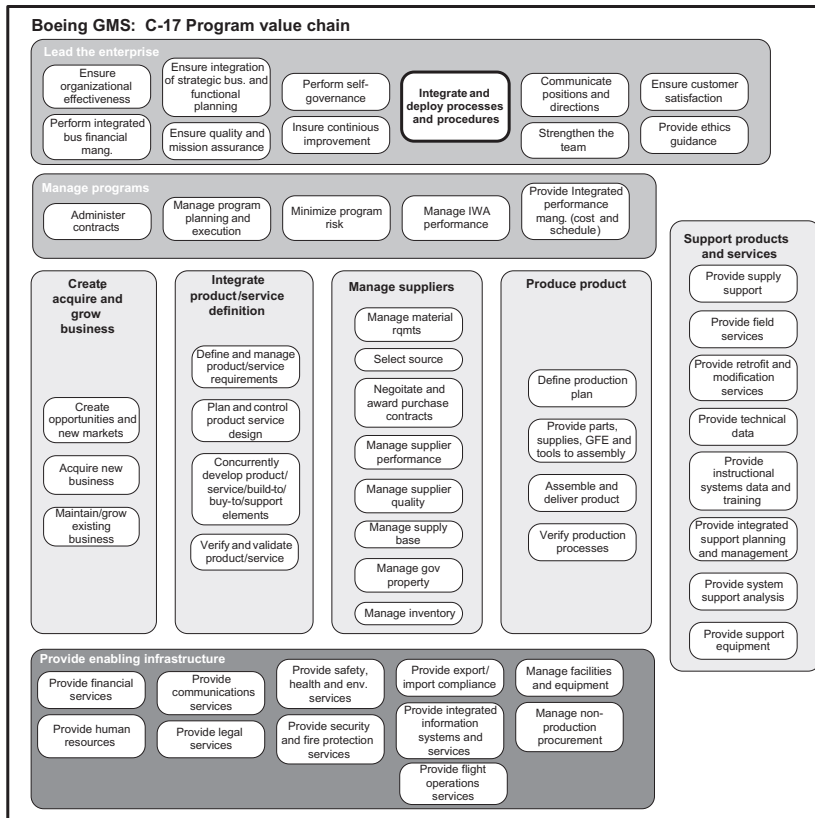 Boeing GMS: C-17 Program value chain
Lead the enterprise
Ensure
organizational
effectiveness
Ensure integration
of strategic bus. and
functional
planning
Perform self-
governance
Integrate and
deploy processes
and procedures
Communicate
positions and
directions
Ensure customer
satisfaction
Perform integrated
bus financial
mang.
Ensure quality and
mission assurance
Insure continious
improvement
Strengthen the
team
Provide ethics
guidance
Manage programs
Administer
contracts
Manage program
planning and
execution
Minimize program
risk
Manage IWA
performance
Provide Integrated
performance
mang. (cost and
schedule)
Create,
acquire and
grow
business
Create
opportunities and
new markets
Acquire new
business
Maintain/grow
existing
business
Integrate
product/service
definition
Define and manage
product/service
requirements
Plan and control
product service
design
Concurrently
develop product/
service/build-to/
buy-to/support
elements
Verify and validate
product/service
Manage suppliers
Manage material
rqmts
Select source
Negoitate and
award purchase
contracts
Manage supplier
performance
Manage supplier
quality
Manage supply
base
Manage gov
property
Manage inventory
Produce product
Define production
plan
Provide parts,
supplies, GFE and
tools to assembly
Assemble and
deliver product
Verify production
processes
Support products
and services
Provide supply
support
Provide field
services
Provide retrofit and
modification
services
Provide technical
data
Provide
instructional
systems data and
training
Provide integrated
support planning
and management
Provide system
support analysis
Provide support
equipment
Provide enabling infrastructure
Provide financial
services
Provide
communications
services
Provide safety,
health and env.
services
Provide export/
import compliance
Manage facilities
and equipment
Provide human
resources
Provide legal
services
Provide security
and fire protection
services
Provide integrated
information
systems and
services
Manage non-
production
procurement
Provide flight
operations
services